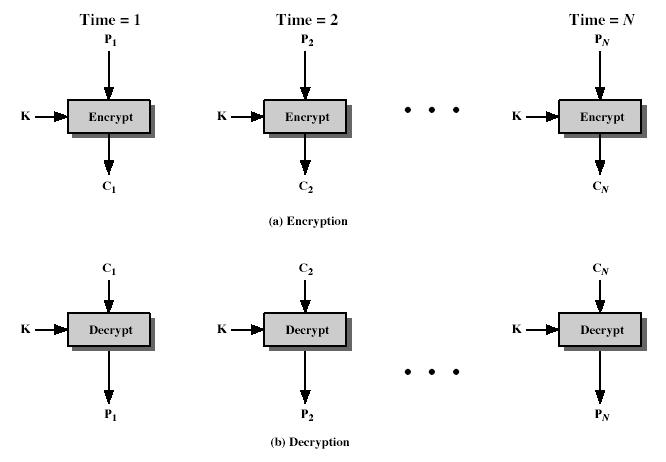 Time = 1 Time = 2 Time = N
P1 P2 PN
K Encrypt K Encrypt • • • K Encrypt
C1 C2 CN
(a) Encryption
C1 C2 CN
K Decrypt K Decrypt K Decrypt
• • •
P1 P2 PN
(b) Decryption